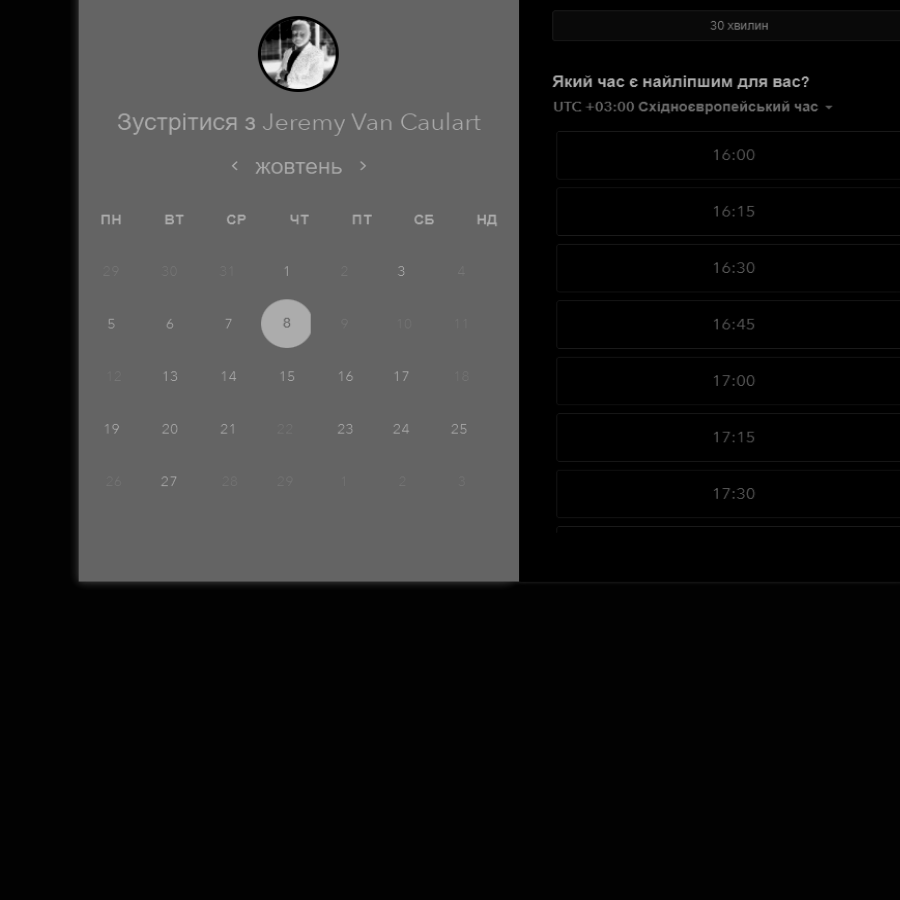 Зустрітися з Jeremy Van Caulart
жовтень
ПН ВТ СР ЧТ ПТ СБ НД
29 30 31 1 2 3 4
5 6 7 8 9 10 11
12 13 14 15 16 17 18
19 20 21 22 23 24 25
26 27 28 29 1 2 3
30 хвилин
Який час є найліпшим для вас?
UTC +03:00 Східноєвропейський час
16:00
16:15
16:30
16:45
17:00
17:15
17:30